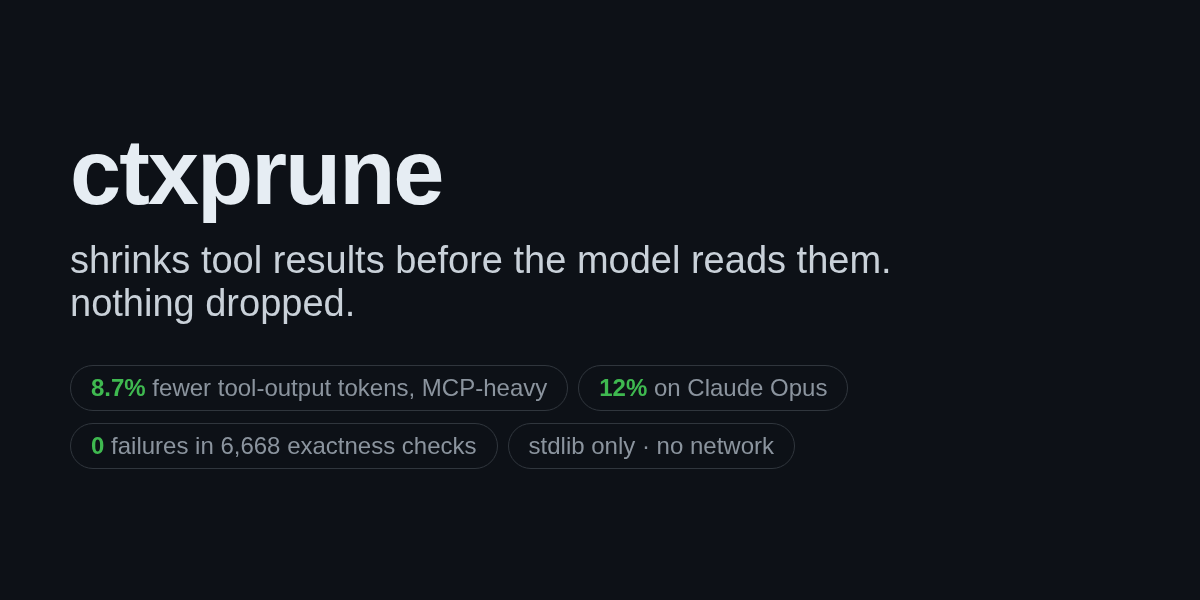 ctxprune
shrinks tool results before the model reads them.
nothing dropped.
8.7% fewer tool-output tokens, MCP-heavy
12% on Claude Opus
0 failures in 6,668 exactness checks
stdlib only · no network